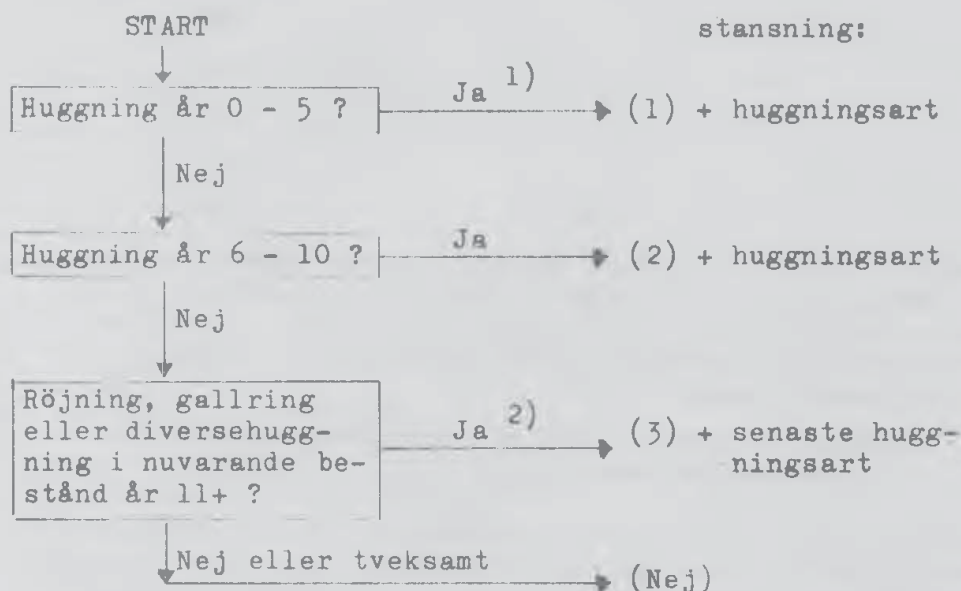 START
stansning:
Huggning år 0 - 5 ?
Ja 1)
(1) + huggningsart
Nej
Huggning år 6 - 10 ?
Ja
(2) + huggningsart
Nej
Röjning, gallring
eller diversehugg-
ning i nuvarande be-
stånd år 11+ ?
Ja 2)
(3) + senaste hugg-
ningsart
Nej eller tveksamt
(Nej)